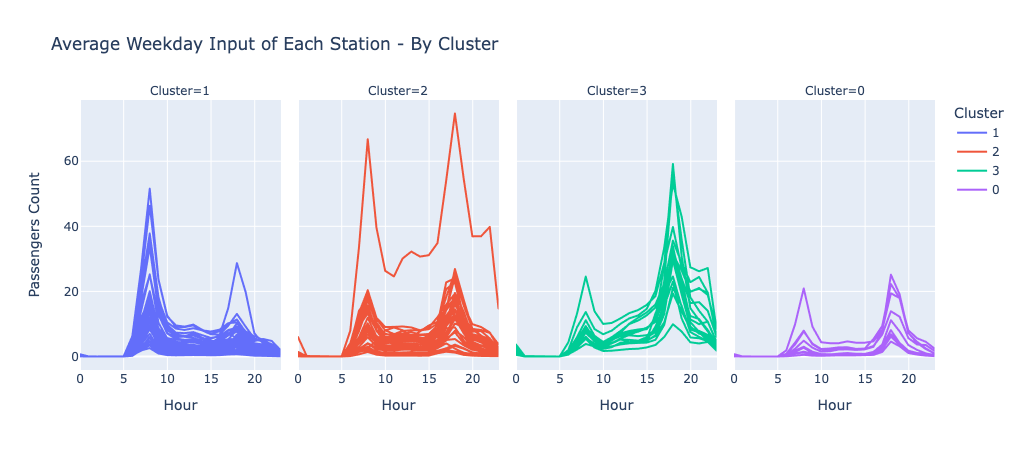 Average Weekday Input of Each Station - By Cluster
Cluster=1 Cluster=2 Cluster=3 Cluster=0
Cluster
1
2
3
0
Passengers Count
60
40
20
0
0 5 10 15 20 0 5 10 15 20 0 5 10 15 20 0 5 10 15 20
Hour Hour Hour Hour